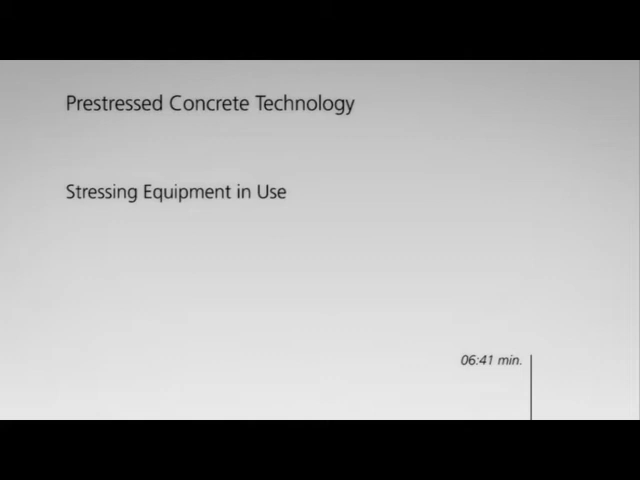 Prestressed Concrete Technology
Stressing Equipment in Use
06:41 min.